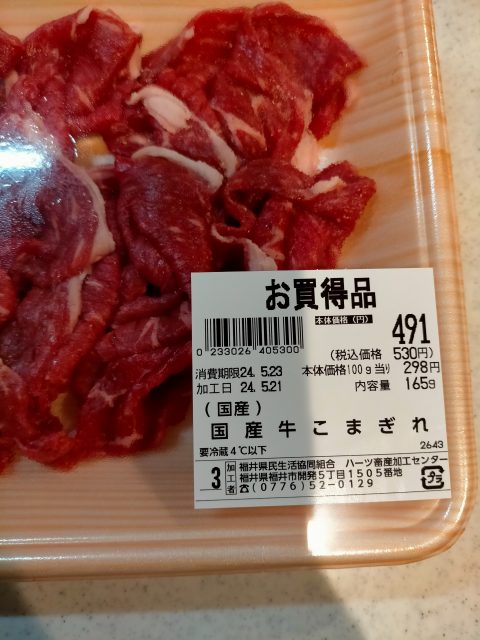 お買得品
本体価格(円)
491
0 233026 405300
(税込価格 530円)
消費期限24. 5.23 本体価格100g当り 298円
加工日 24. 5.21 内容量 165g
(国産)
国産牛こまぎれ
要冷蔵4℃以下 2643
3 加工者 福井県民生活協同組合 ハーツ畜産加工センター
福井県福井市開発5丁目1505番地
☎(0776)52-0129
プラ